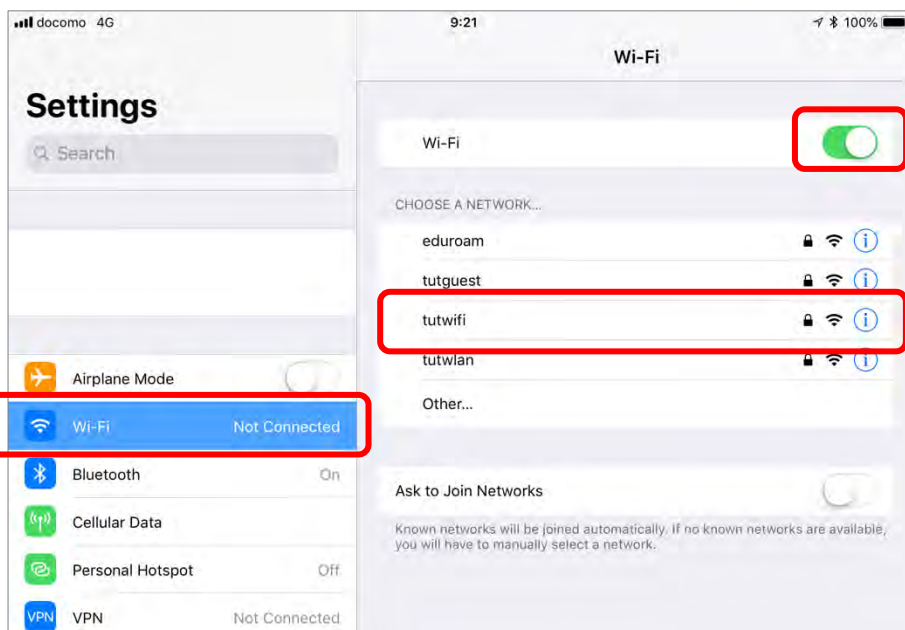 docomo 4G
9:21
100%
Wi-Fi
Settings
Search
Airplane Mode
Wi-Fi Not Connected
Bluetooth On
Cellular Data
Personal Hotspot Off
VPN VPN Not Connected
Wi-Fi
CHOOSE A NETWORK...
eduroam
tutguest
tutwifi
tutwlan
Other...
Ask to Join Networks
Known networks will be joined automatically. If no known networks are available,
you will have to manually select a network.